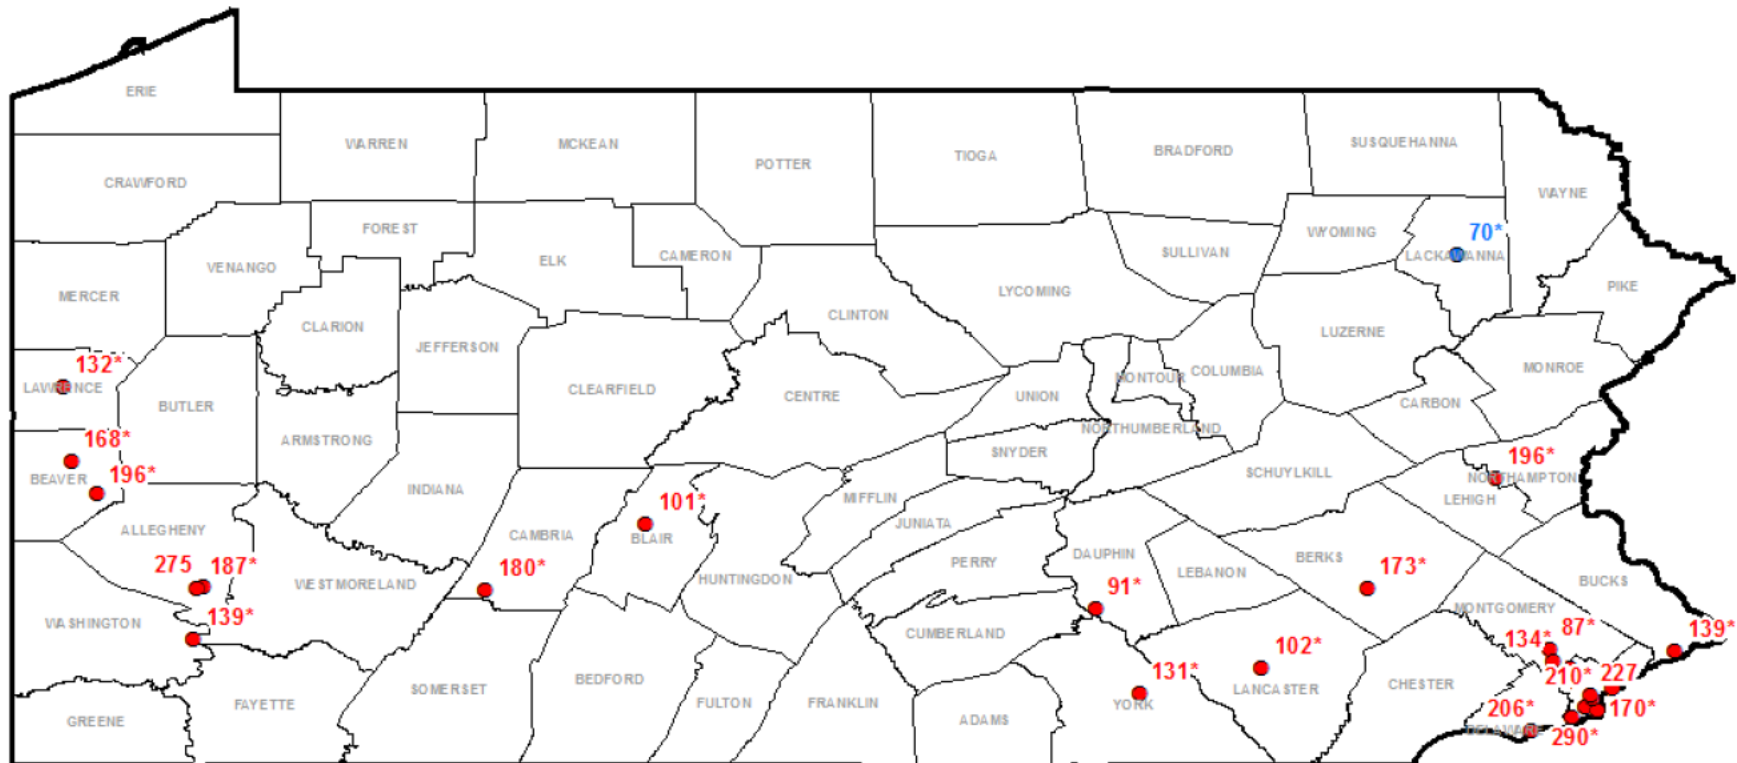 ERIE
WARREN
MCKEAN
POTTER
TIOGA
BRADFORD
SUSQUEHANNA
WAYNE
CRAWFORD
FOREST
ELK
CAMERON
SULLIVAN
WYOMING
70*
LACKAWANNA
VENANGO
MERCER
CLARION
JEFFERSON
CLINTON
LYCOMING
LUZERNE
PIKE
132*
LAWRENCE
BUTLER
CLEARFIELD
CENTRE
UNION
MONTOUR
COLUMBIA
CARBON
MONROE
168*
BEAVER
196*
ARMSTRONG
NORTHUMBERLAND
SNYDER
SCHUYLKILL
196*
NORTHAMPTON
LEHIGH
INDIANA
MIFFLIN
JUNIATA
101*
BLAIR
ALLEGHENY
CAMBRIA
DAUPHIN
BERKS
275
187*
WESTMORELAND
180*
HUNTINGDON
PERRY
LEBANON
173*
BUCKS
91*
139*
WASHINGTON
CUMBERLAND
MONTGOMERY
87*
134*
139*
131*
102*
210*
227
SOMERSET
BEDFORD
FULTON
FRANKLIN
YORK
LANCASTER
CHESTER
GREENE
FAYETTE
ADAMS
206*
170*
DELAWARE
290*